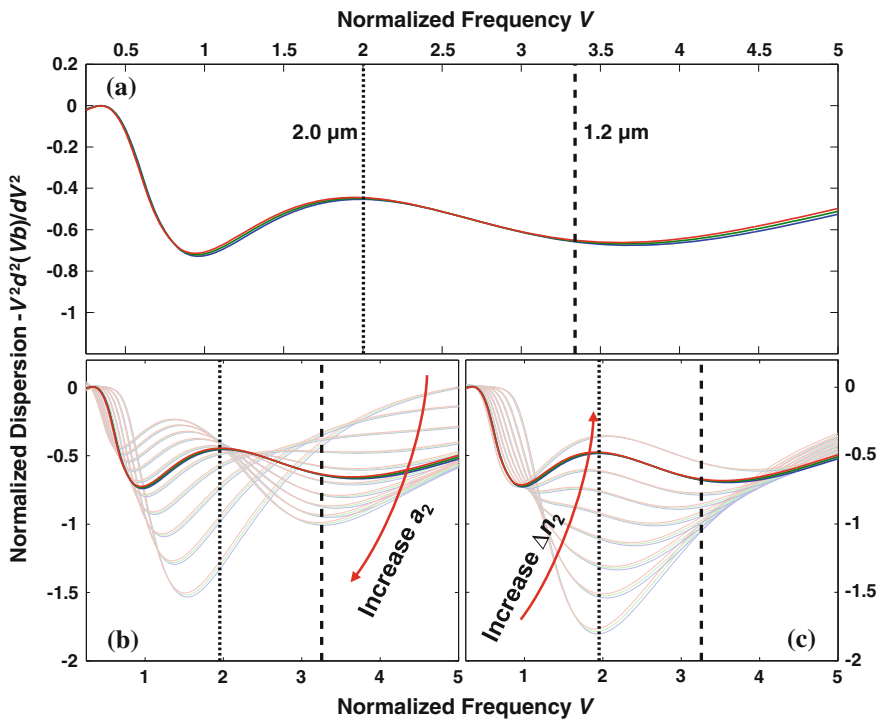 Normalized Frequency V
0.5 1 1.5 2 2.5 3 3.5 4 4.5 5
0.2
(a)
0
2.0 µm
1.2 µm
-0.2
-0.4
-0.6
-0.8
-1
Normalized Dispersion -V²d²(Vb)/dV²
0
-0.5
-1
-1.5
-2
Increase a₂
(b)
1 2 3 4 5
Increase Δn₂
(c)
0
-0.5
-1
-1.5
-2
1 2 3 4 5
Normalized Frequency V